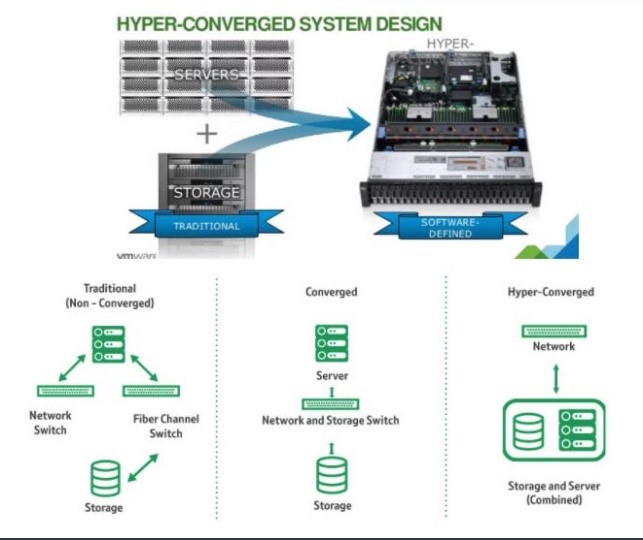 HYPER-CONVERGED SYSTEM DESIGN
HYPER-
SERVERS
+
STORAGE
TRADITIONAL
SOFTWARE-
DEFINED
vmware
Traditional
(Non - Converged)
Network
Switch
Fiber Channel
Switch
Storage
Converged
Server
Network and Storage Switch
Storage
Hyper-Converged
Network
Storage and Server
(Combined)